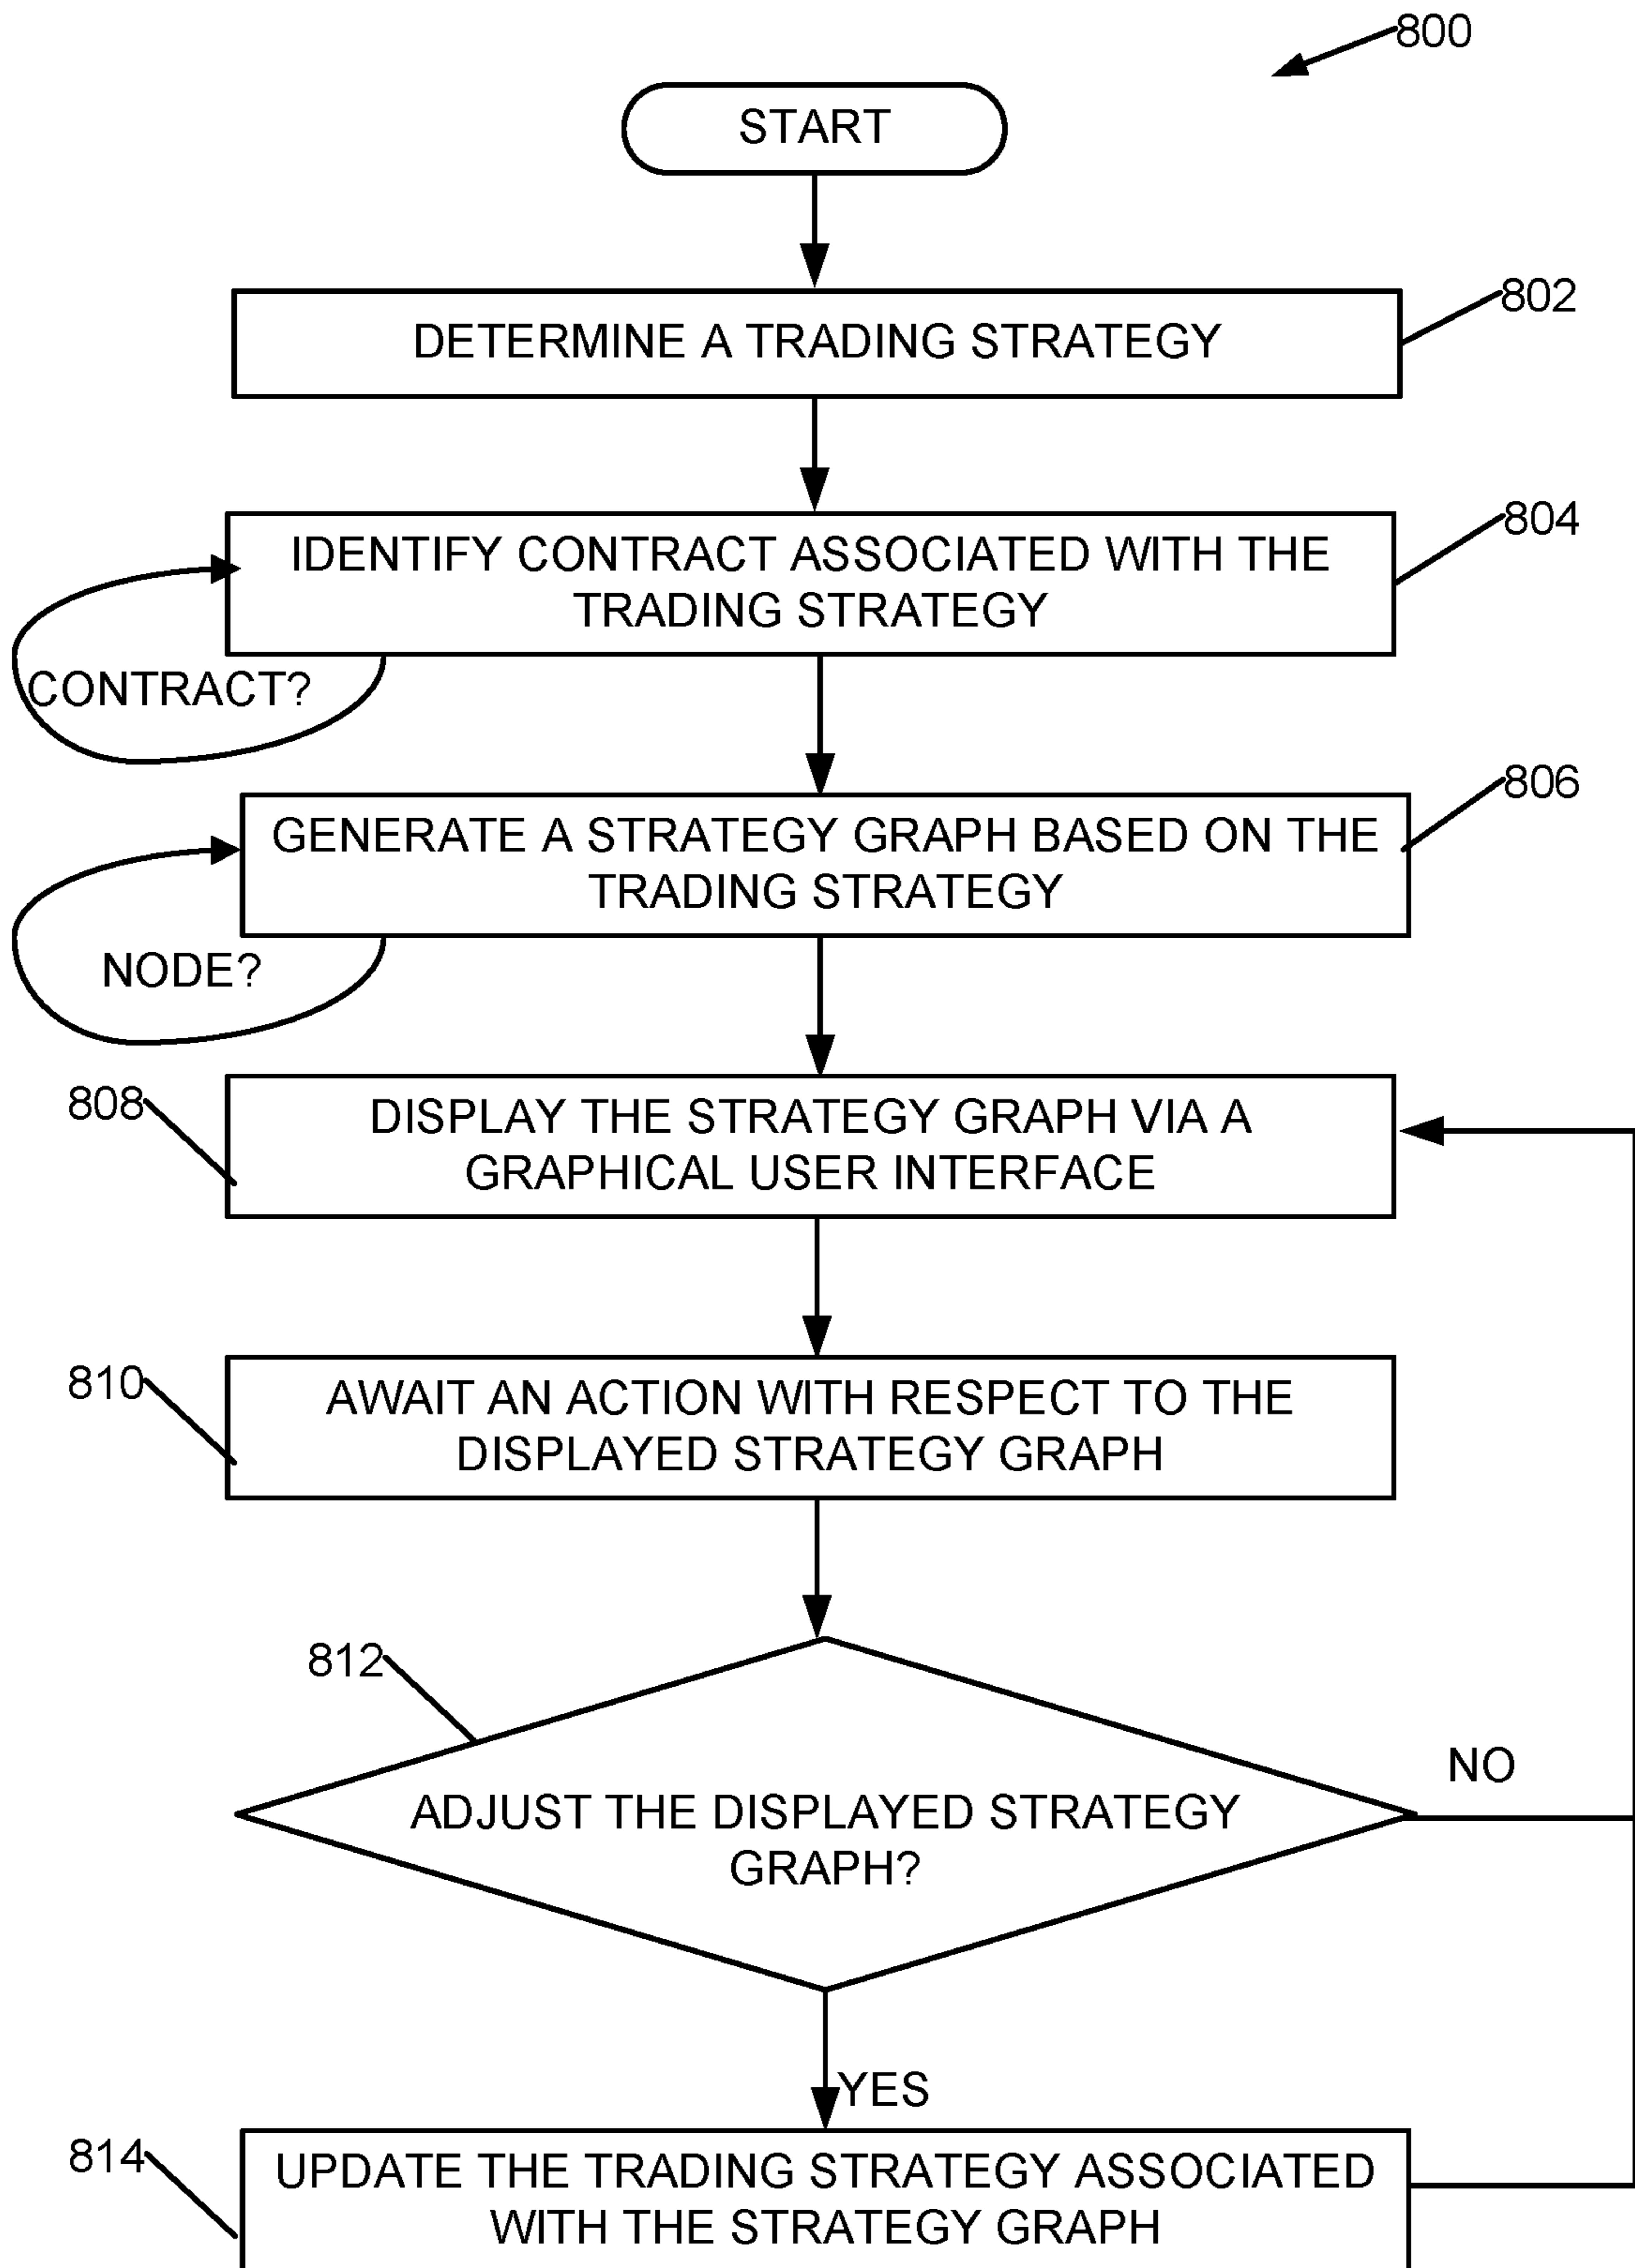 800
START
802
DETERMINE A TRADING STRATEGY
804
IDENTIFY CONTRACT ASSOCIATED WITH THE
TRADING STRATEGY
CONTRACT?
806
GENERATE A STRATEGY GRAPH BASED ON THE
TRADING STRATEGY
NODE?
808
DISPLAY THE STRATEGY GRAPH VIA A
GRAPHICAL USER INTERFACE
810
AWAIT AN ACTION WITH RESPECT TO THE
DISPLAYED STRATEGY GRAPH
812
NO
ADJUST THE DISPLAYED STRATEGY
GRAPH?
YES
814
UPDATE THE TRADING STRATEGY ASSOCIATED
WITH THE STRATEGY GRAPH